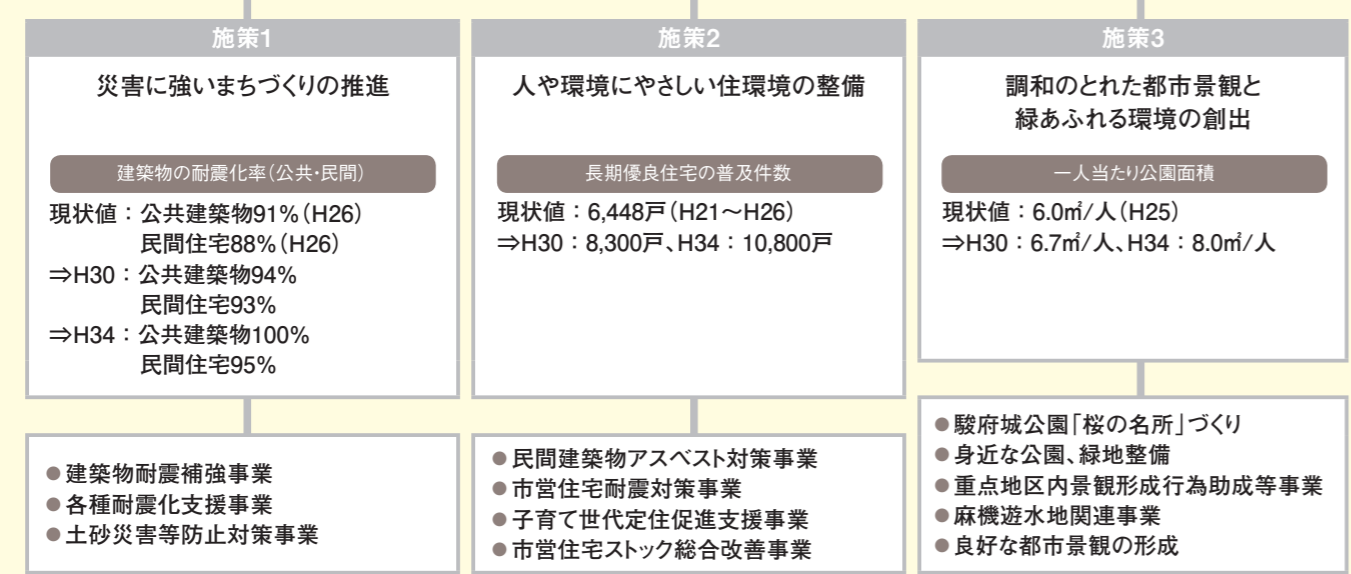 施策1
災害に強いまちづくりの推進
建築物の耐震化率（公共・民間）
現状値：公共建築物91%（H26）
民間住宅88%（H26）
⇒H30：公共建築物94%
民間住宅93%
⇒H34：公共建築物100%
民間住宅95%
●建築物耐震補強事業
●各種耐震化支援事業
●土砂災害等防止対策事業
施策2
人や環境にやさしい住環境の整備
長期優良住宅の普及件数
現状値：6,448戸（H21～H26）
⇒H30：8,300戸、H34：10,800戸
●民間建築物アスベスト対策事業
●市営住宅耐震対策事業
●子育て世代定住促進支援事業
●市営住宅ストック総合改善事業
施策3
調和のとれた都市景観と
緑あふれる環境の創出
一人当たり公園面積
現状値：6.0㎡/人（H25）
⇒H30：6.7㎡/人、H34：8.0㎡/人
●駿府城公園「桜の名所」づくり
●身近な公園、緑地整備
●重点地区内景観形成行為助成等事業
●麻機遊水地関連事業
●良好な都市景観の形成